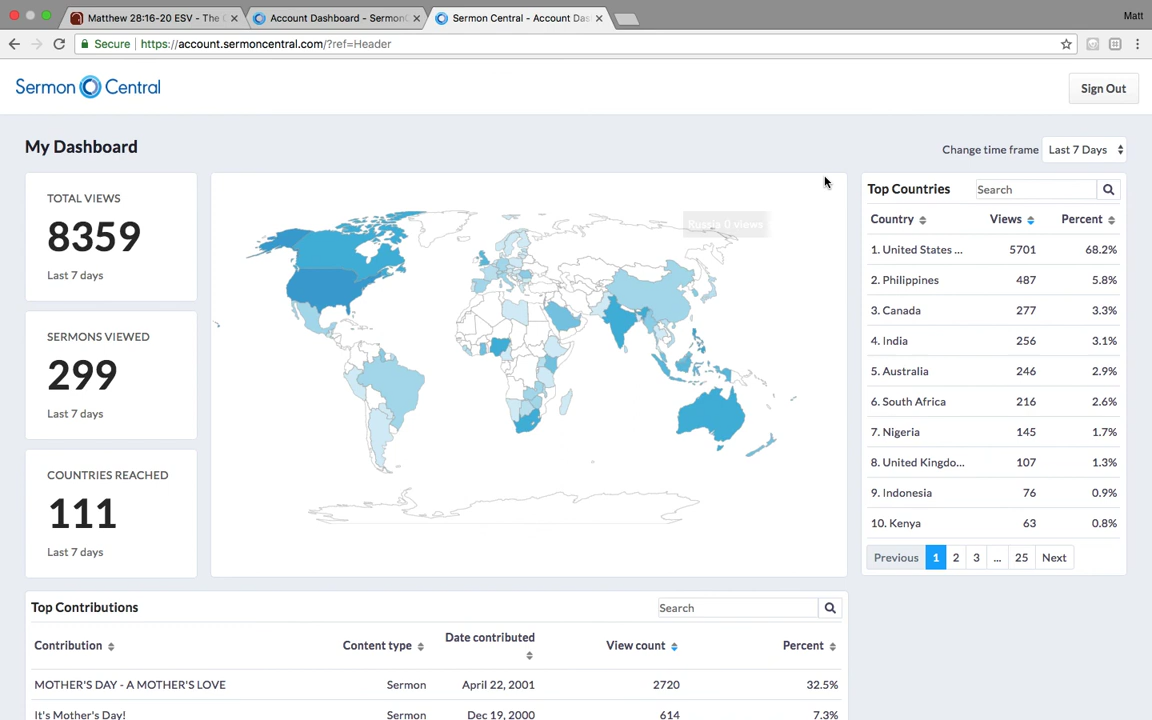 Matthew 28:16-20 ESV - The
Account Dashboard - Sermon
Sermon Central - Account Das
Matt
Secure
https://account.sermoncentral.com/?ref=Header
Sermon Central
Sign Out
My Dashboard
Change time frame
Last 7 Days
TOTAL VIEWS
8359
Last 7 days
SERMONS VIEWED
299
Last 7 days
COUNTRIES REACHED
111
Last 7 days
Russia 0 views
Top Countries
Search
Country Views Percent
1. United States ... 5701 68.2%
2. Philippines 487 5.8%
3. Canada 277 3.3%
4. India 256 3.1%
5. Australia 246 2.9%
6. South Africa 216 2.6%
7. Nigeria 145 1.7%
8. United Kingdo... 107 1.3%
9. Indonesia 76 0.9%
10. Kenya 63 0.8%
Previous 1 2 3 ... 25 Next
Top Contributions
Search
Contribution Content type Date contributed View count Percent
MOTHER'S DAY - A MOTHER'S LOVE Sermon April 22, 2001 2720 32.5%
It's Mother's Day! Sermon Dec 19, 2000 614 7.3%